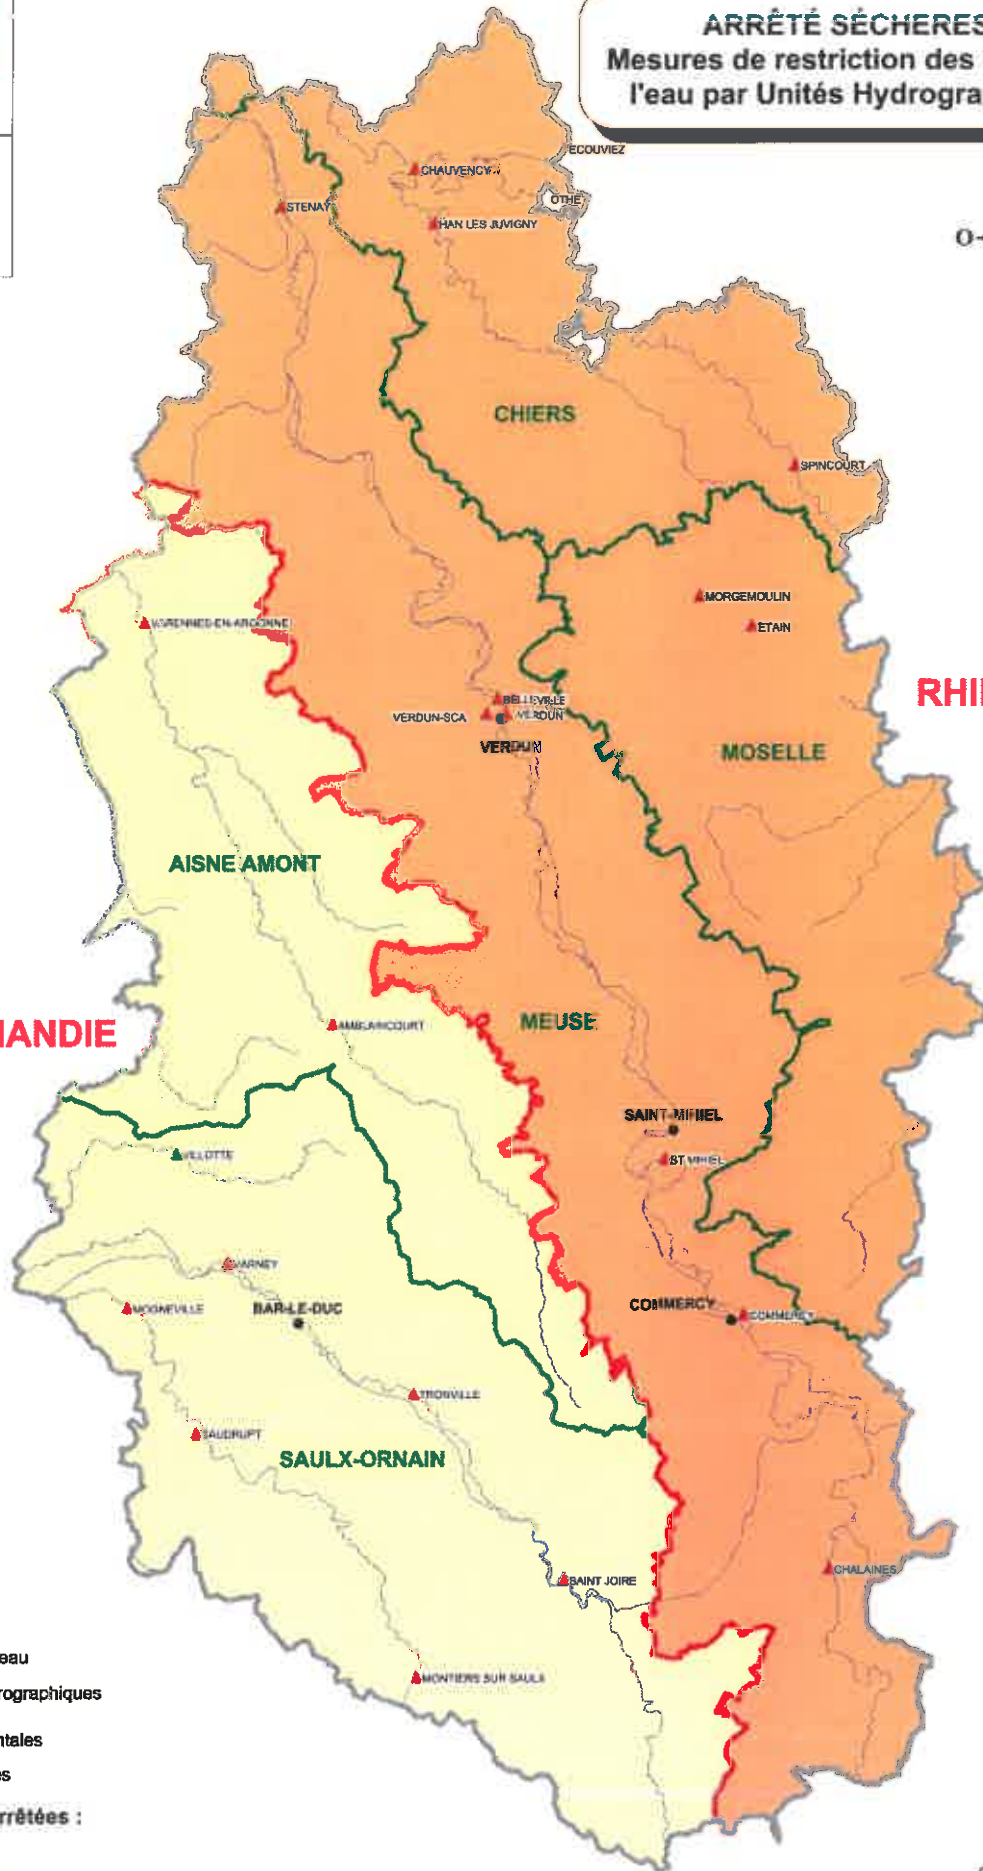 ARRÊTÉ SÉCHERES
Mesures de restriction des
l'eau par Unités Hydrogra
ECOUVIEZ
CHAUVENCY
OTHE
STENAY
HAN LES JUVIGNY
CHIERS
SPINCOURT
MORGEMOULIN
VARENNES-EN-ARGONNE
ETAIN
RHI
BELLEVILLE
VERDUN-SCA
VERDUN
VERDUN
MOSELLE
AISNE AMONT
MEUSE
AMBLAINCOURT
MANDIE
SAINT-MIHIEL
VILLOTTE
ST MIHIEL
VARNEY
COMMERCY
MOGNEVILLE
BAR-LE-DUC
COMMERCY
TRONVILLE
SAUDRUPT
SAULX-ORNAIN
CHALAINES
SAINT JOIRE
eau
MONTIERS SUR SAULX
rographiques
ntales
es
rrêtées :